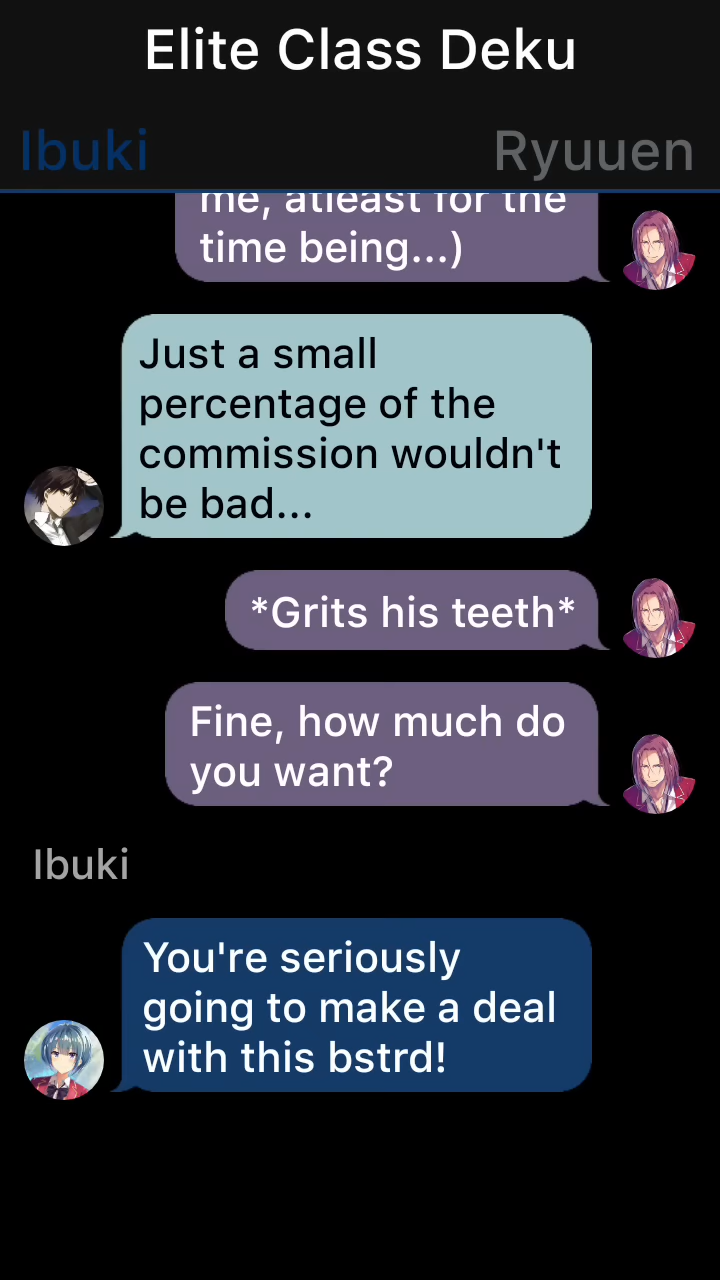 Elite Class Deku
Ibuki
Ryuuen
me, atleast for the
time being...)
Just a small
percentage of the
commission wouldn't
be bad...
*Grits his teeth*
Fine, how much do
you want?
Ibuki
You're seriously
going to make a deal
with this bstrd!